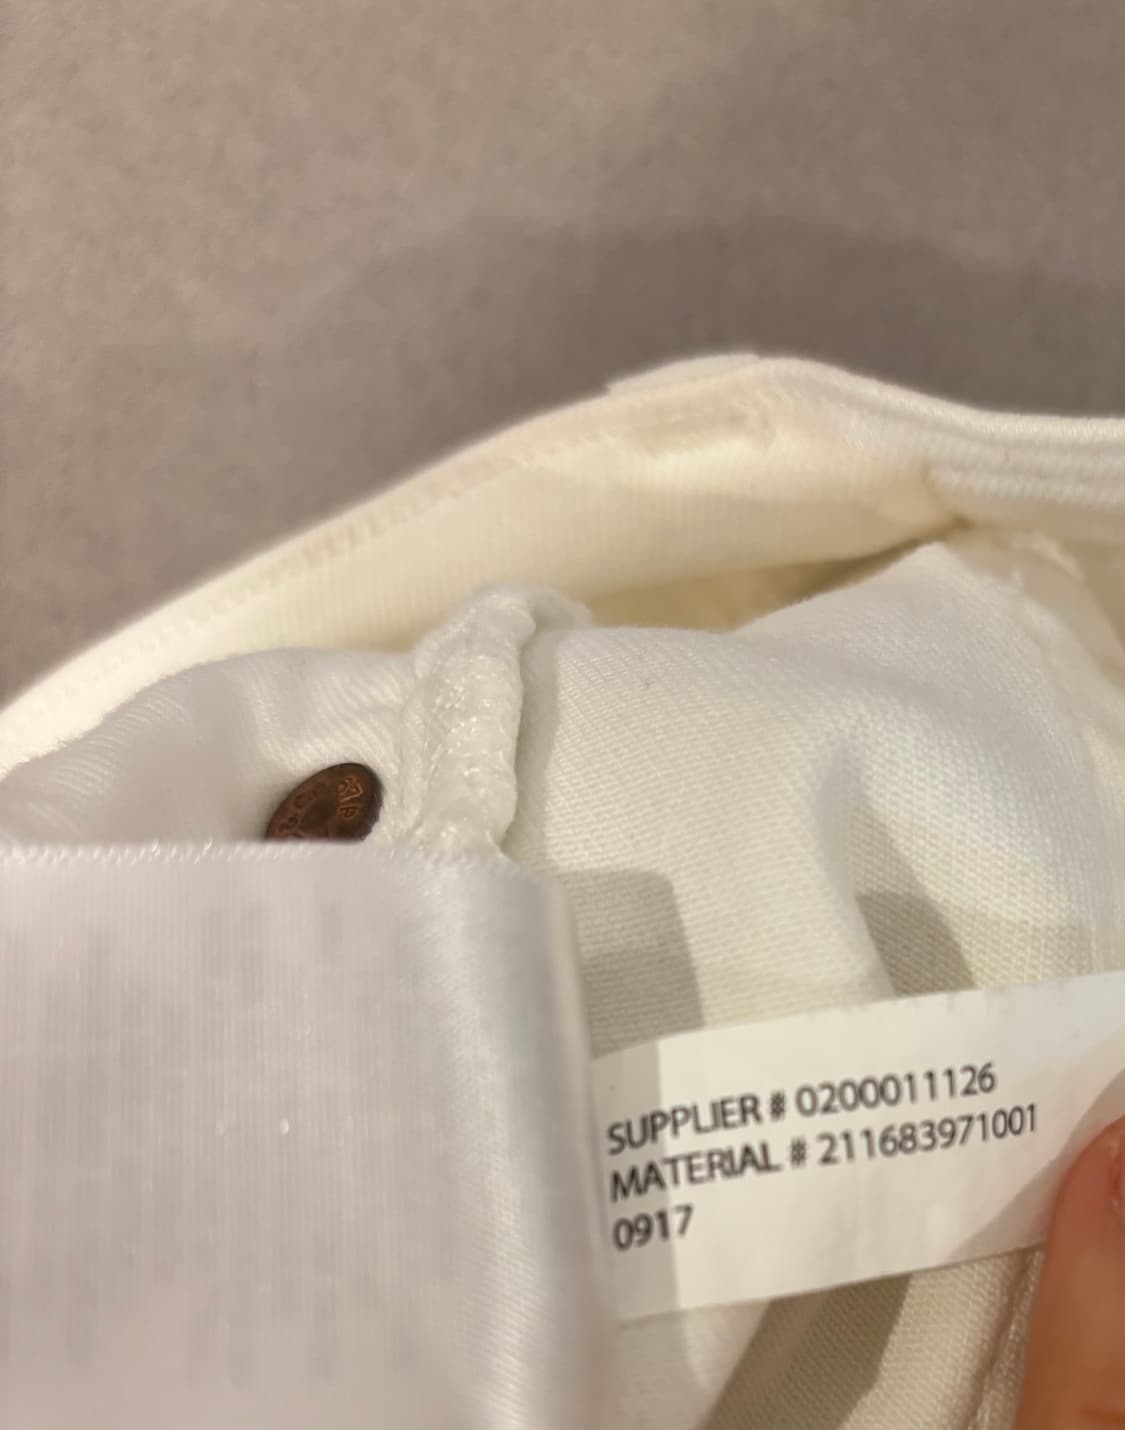 SUPPLIER # 0200011126
MATERIAL # 211683971001
0917